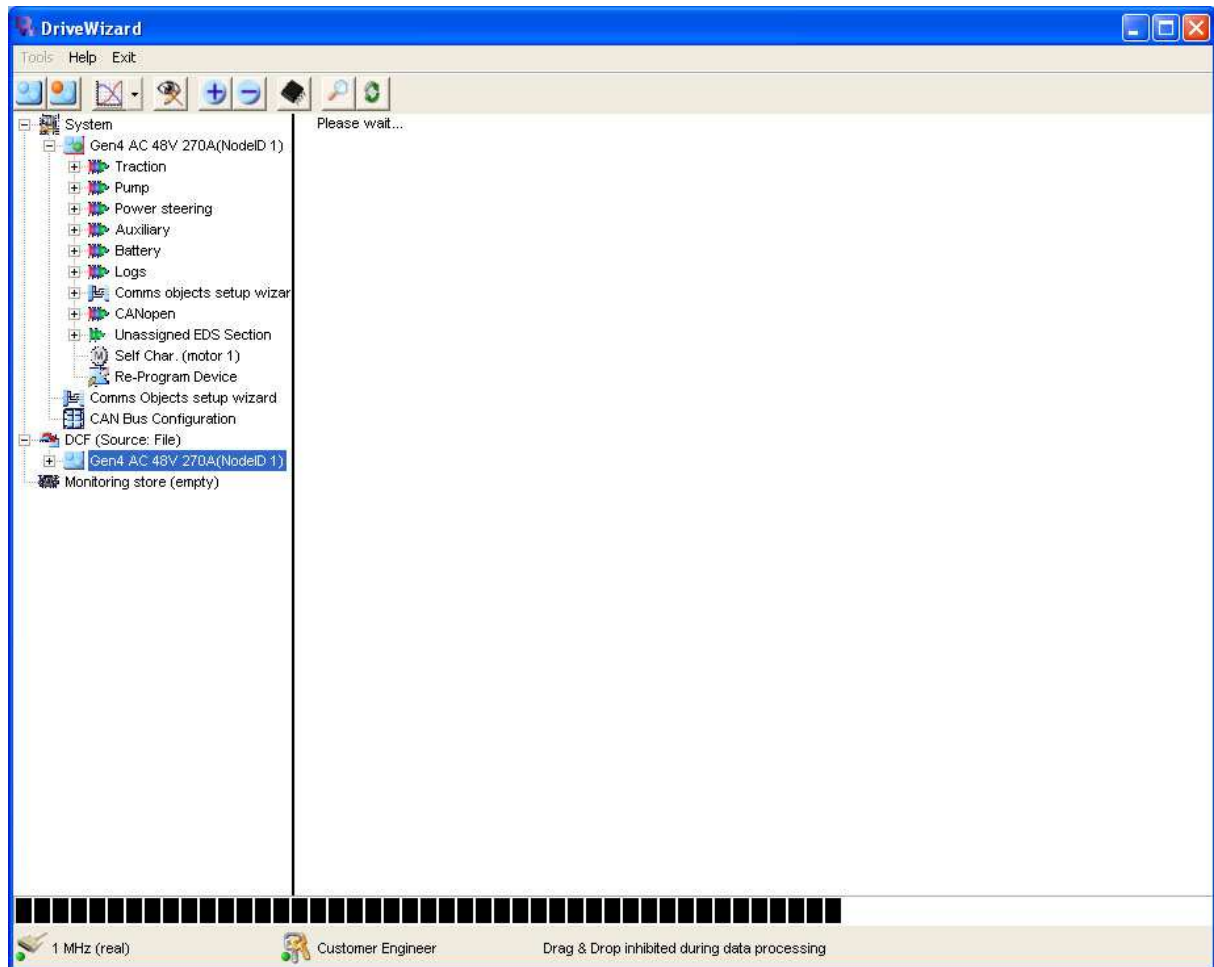 DriveWizard
Tools Help Exit
System
Gen4 AC 48V 270A(NodeID 1)
Traction
Pump
Power steering
Auxiliary
Battery
Logs
Comms objects setup wizar
CANopen
Unassigned EDS Section
Self Char. (motor 1)
Re-Program Device
Comms Objects setup wizard
CAN Bus Configuration
DCF (Source: File)
Gen4 AC 48V 270A(NodeID 1)
Monitoring store (empty)
Please wait...
1 MHz (real)
Customer Engineer
Drag & Drop inhibited during data processing